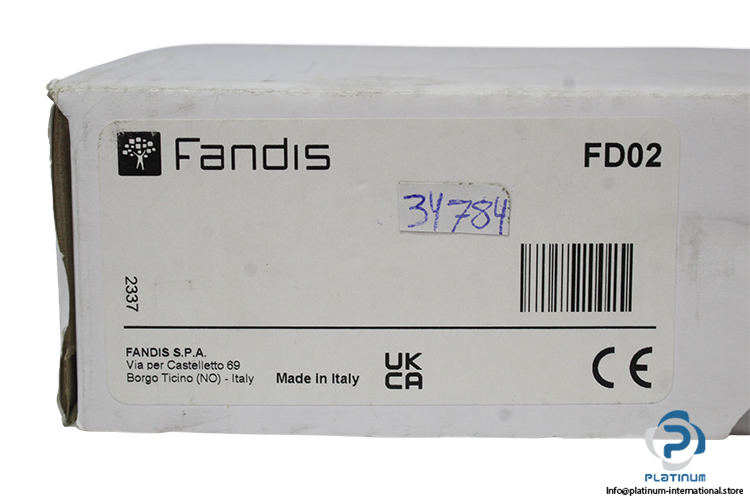 Fandis
FD02
34784
2337
FANDIS S.P.A.
Via per Castelletto 69
Borgo Ticino (NO) - Italy
Made in Italy
UK
CA
CE
PLATINUM
Info@platinum-international.store